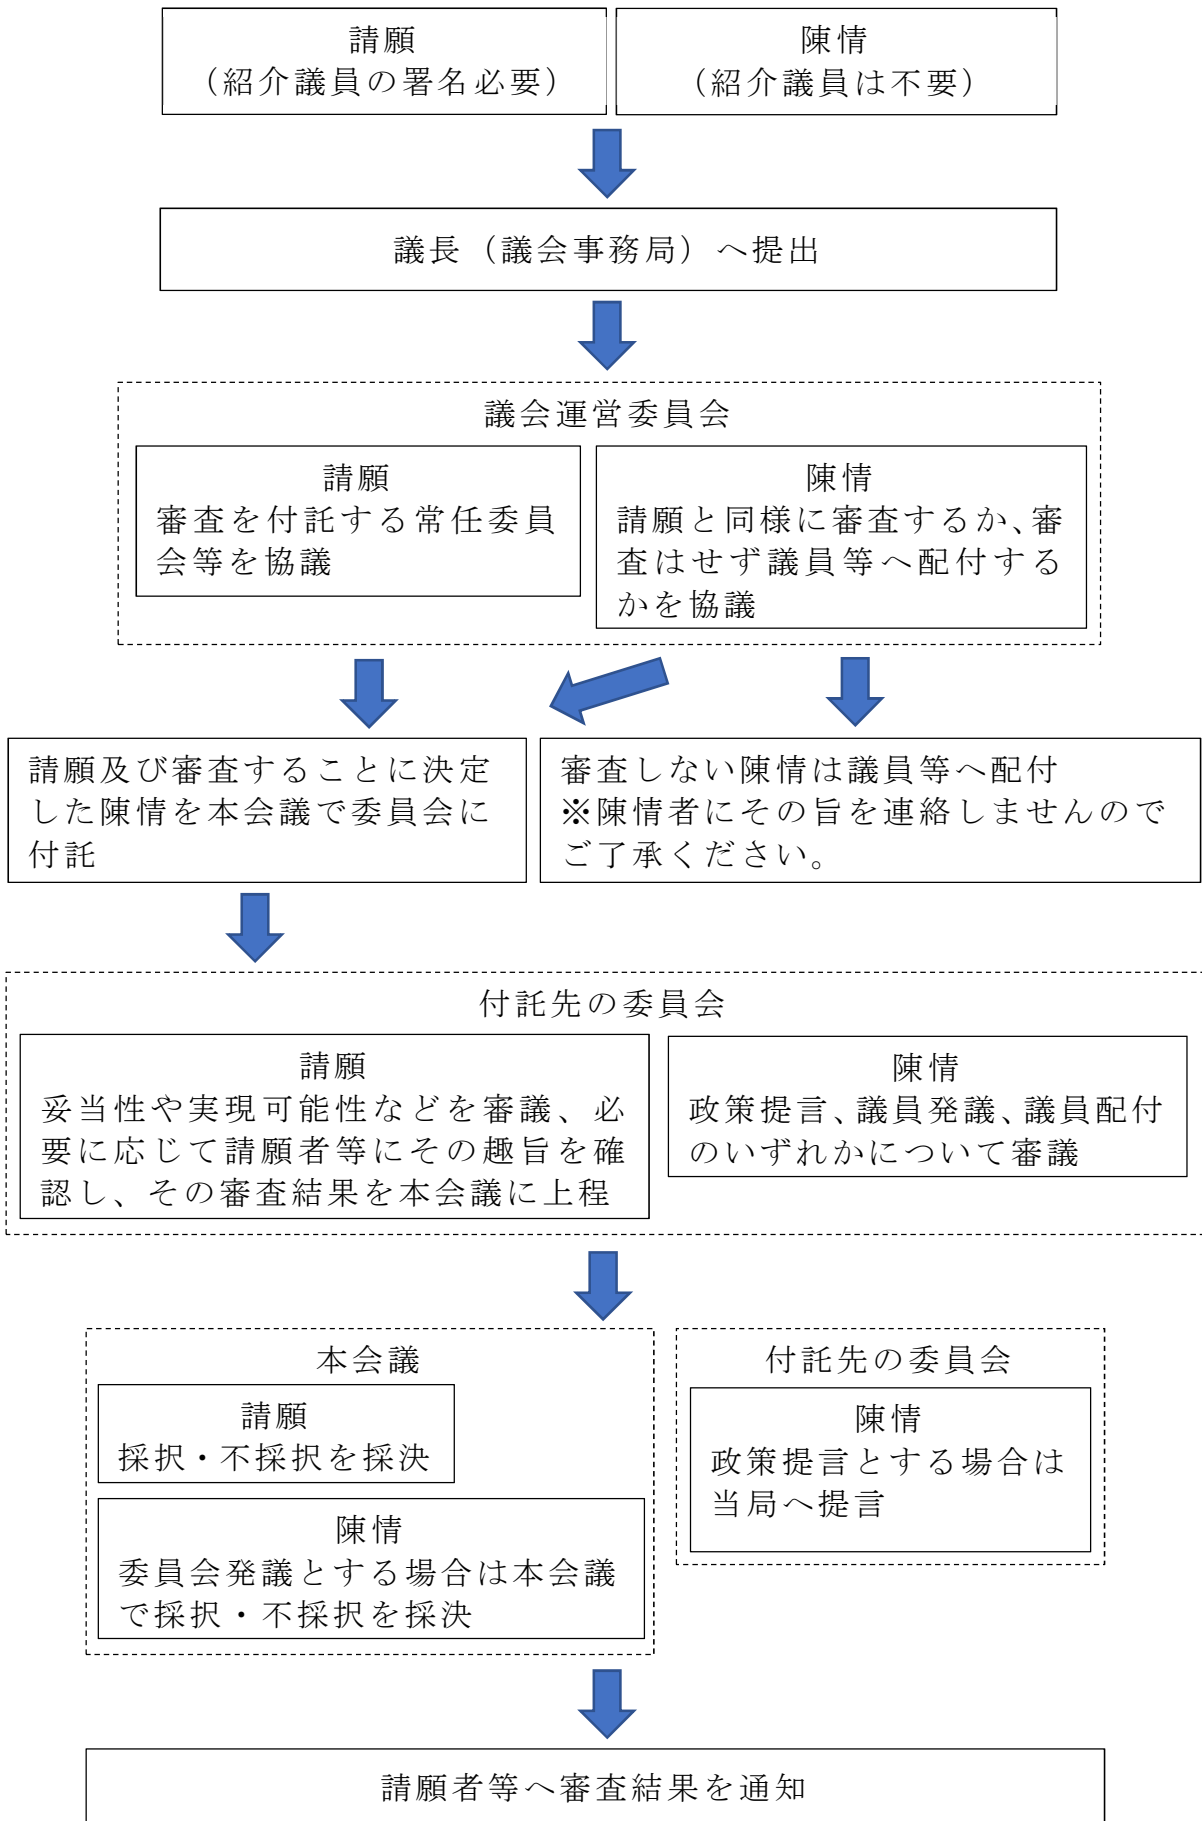 請願
（紹介議員の署名必要）
陳情
（紹介議員は不要）
議長（議会事務局）へ提出
議会運営委員会
請願
審査を付託する常任委員
会等を協議
陳情
請願と同様に審査するか、審
査はせず議員等へ配付する
かを協議
請願及び審査することに決定
した陳情を本会議で委員会に
付託
審査しない陳情は議員等へ配付
※陳情者にその旨を連絡しませんので
ご了承ください。
付託先の委員会
請願
妥当性や実現可能性などを審議、必
要に応じて請願者等にその趣旨を確
認し、その審査結果を本会議に上程
陳情
政策提言、議員発議、議員配付
のいずれかについて審議
本会議
請願
採択・不採択を採決
陳情
委員会発議とする場合は本会議
で採択・不採択を採決
付託先の委員会
陳情
政策提言とする場合は
当局へ提言
請願者等へ審査結果を通知